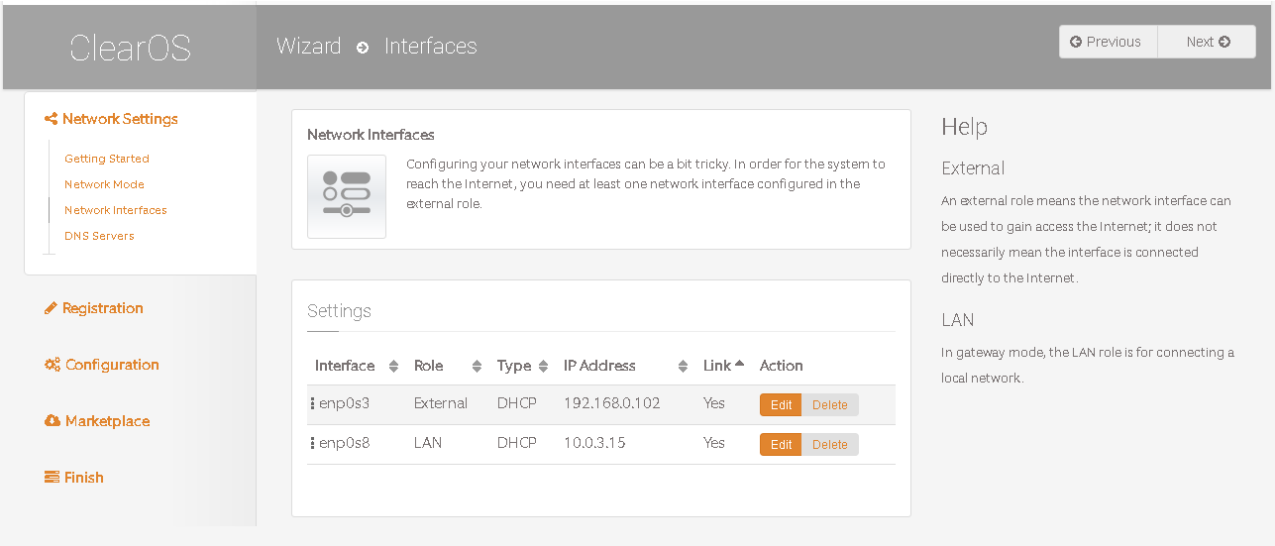 ClearOS
Wizard Interfaces
Previous
Next
Network Settings
Getting Started
Network Mode
Network Interfaces
DNS Servers
Registration
Configuration
Marketplace
Finish
Network Interfaces
Configuring your network interfaces can be a bit tricky. In order for the system to
reach the Internet, you need at least one network interface configured in the
external role.
Settings
Interface Role Type IP Address Link Action
enp0s3 External DHCP 192.168.0.102 Yes Edit Delete
enp0s8 LAN DHCP 10.0.3.15 Yes Edit Delete
Help
External
An external role means the network interface can
be used to gain access the Internet; it does not
necessarily mean the interface is connected
directly to the Internet.
LAN
In gateway mode, the LAN role is for connecting a
local network.